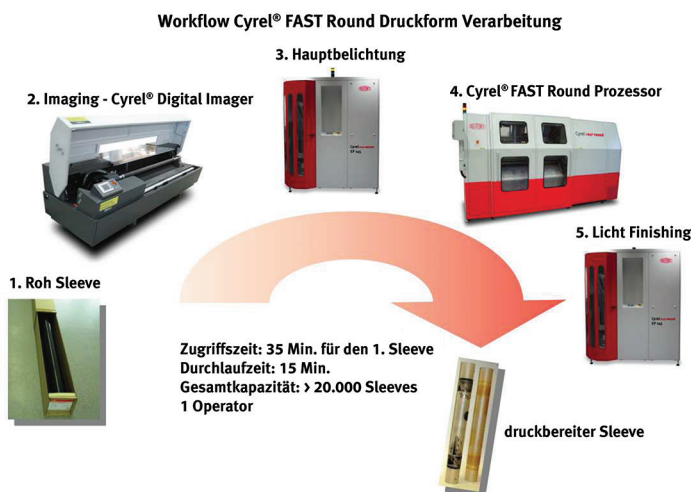 Workflow Cyrel® FAST Round Druckform Verarbeitung
3. Hauptbelichtung
2. Imaging - Cyrel® Digital Imager
4. Cyrel® FAST Round Prozessor
5. Licht Finishing
1. Roh Sleeve
Zugriffszeit: 35 Min. für den 1. Sleeve
Durchlaufzeit: 15 Min.
Gesamtkapazität: > 20.000 Sleeves
1 Operator
druckbereiter Sleeve